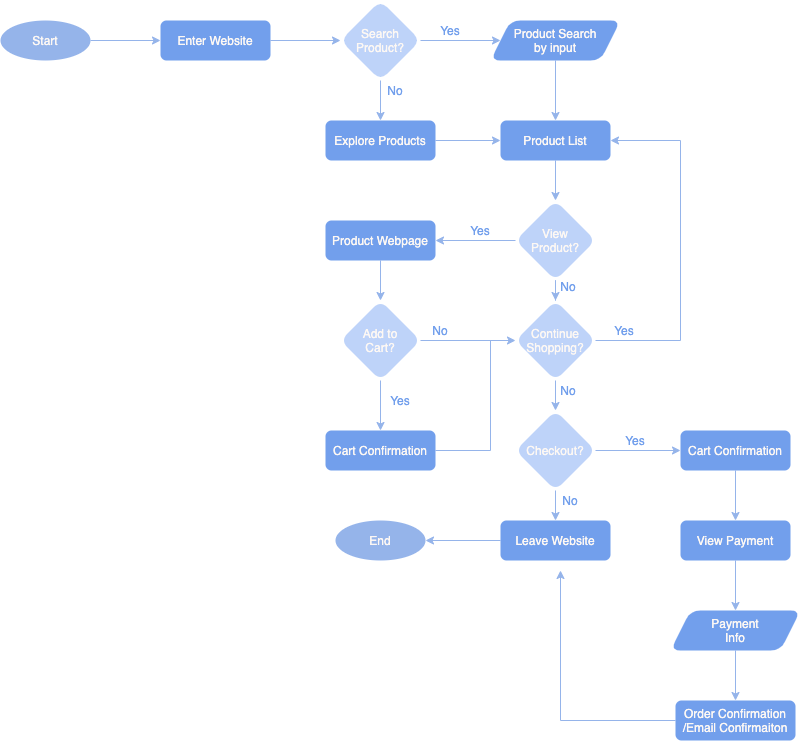 Start
Enter Website
Search
Product?
Yes
Product Search
by input
No
Explore Products
Product List
Product Webpage
Yes
View
Product?
No
Add to
Cart?
No
Continue
Shopping?
Yes
Yes
No
Cart Confirmation
Checkout?
Yes
Cart Confirmation
No
End
Leave Website
View Payment
Payment
Info
Order Confirmation
/Email Confirmaiton